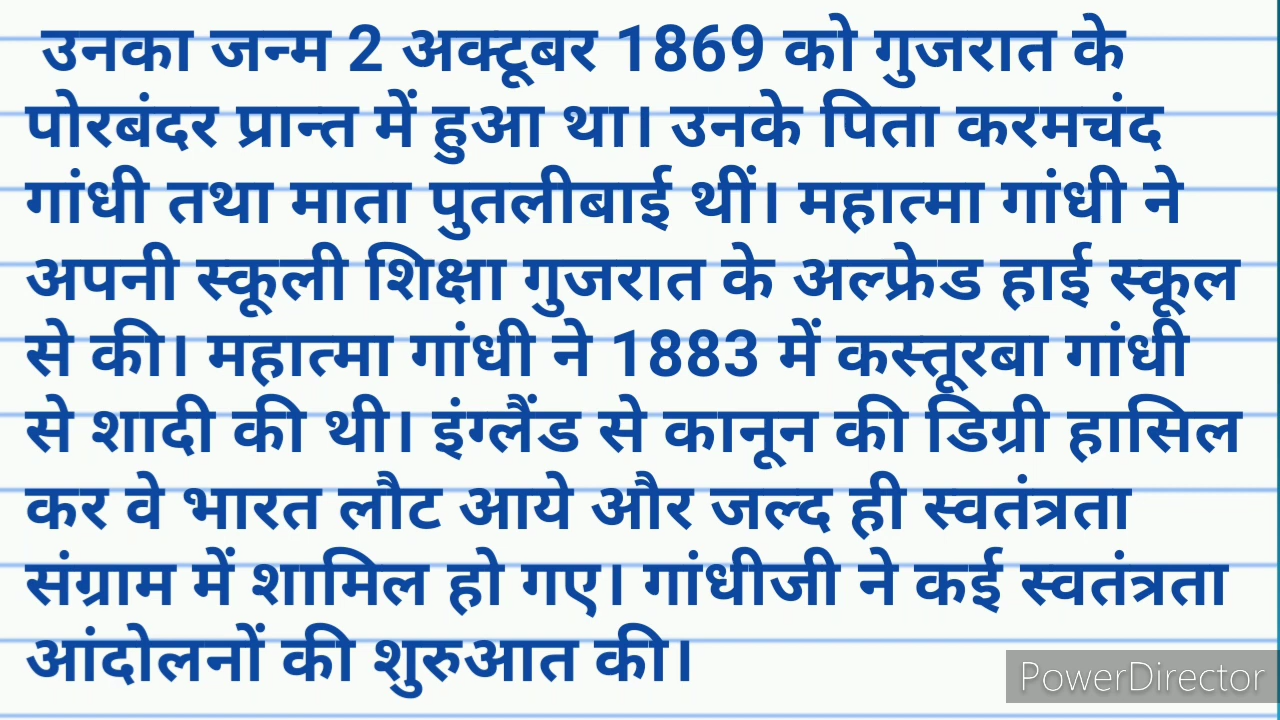 उनका जन्म 2 अक्टूबर 1869 को गुजरात के
पोरबंदर प्रान्त में हुआ था। उनके पिता करमचंद
गांधी तथा माता पुतलीबाई थीं। महात्मा गांधी ने
अपनी स्कूली शिक्षा गुजरात के अल्फ्रेड हाई स्कूल
से की। महात्मा गांधी ने 1883 में कस्तूरबा गांधी
से शादी की थी। इंग्लैंड से कानून की डिग्री हासिल
कर वे भारत लौट आये और जल्द ही स्वतंत्रता
संग्राम में शामिल हो गए। गांधीजी ने कई स्वतंत्रता
आंदोलनों की शुरुआत की।
PowerDirector